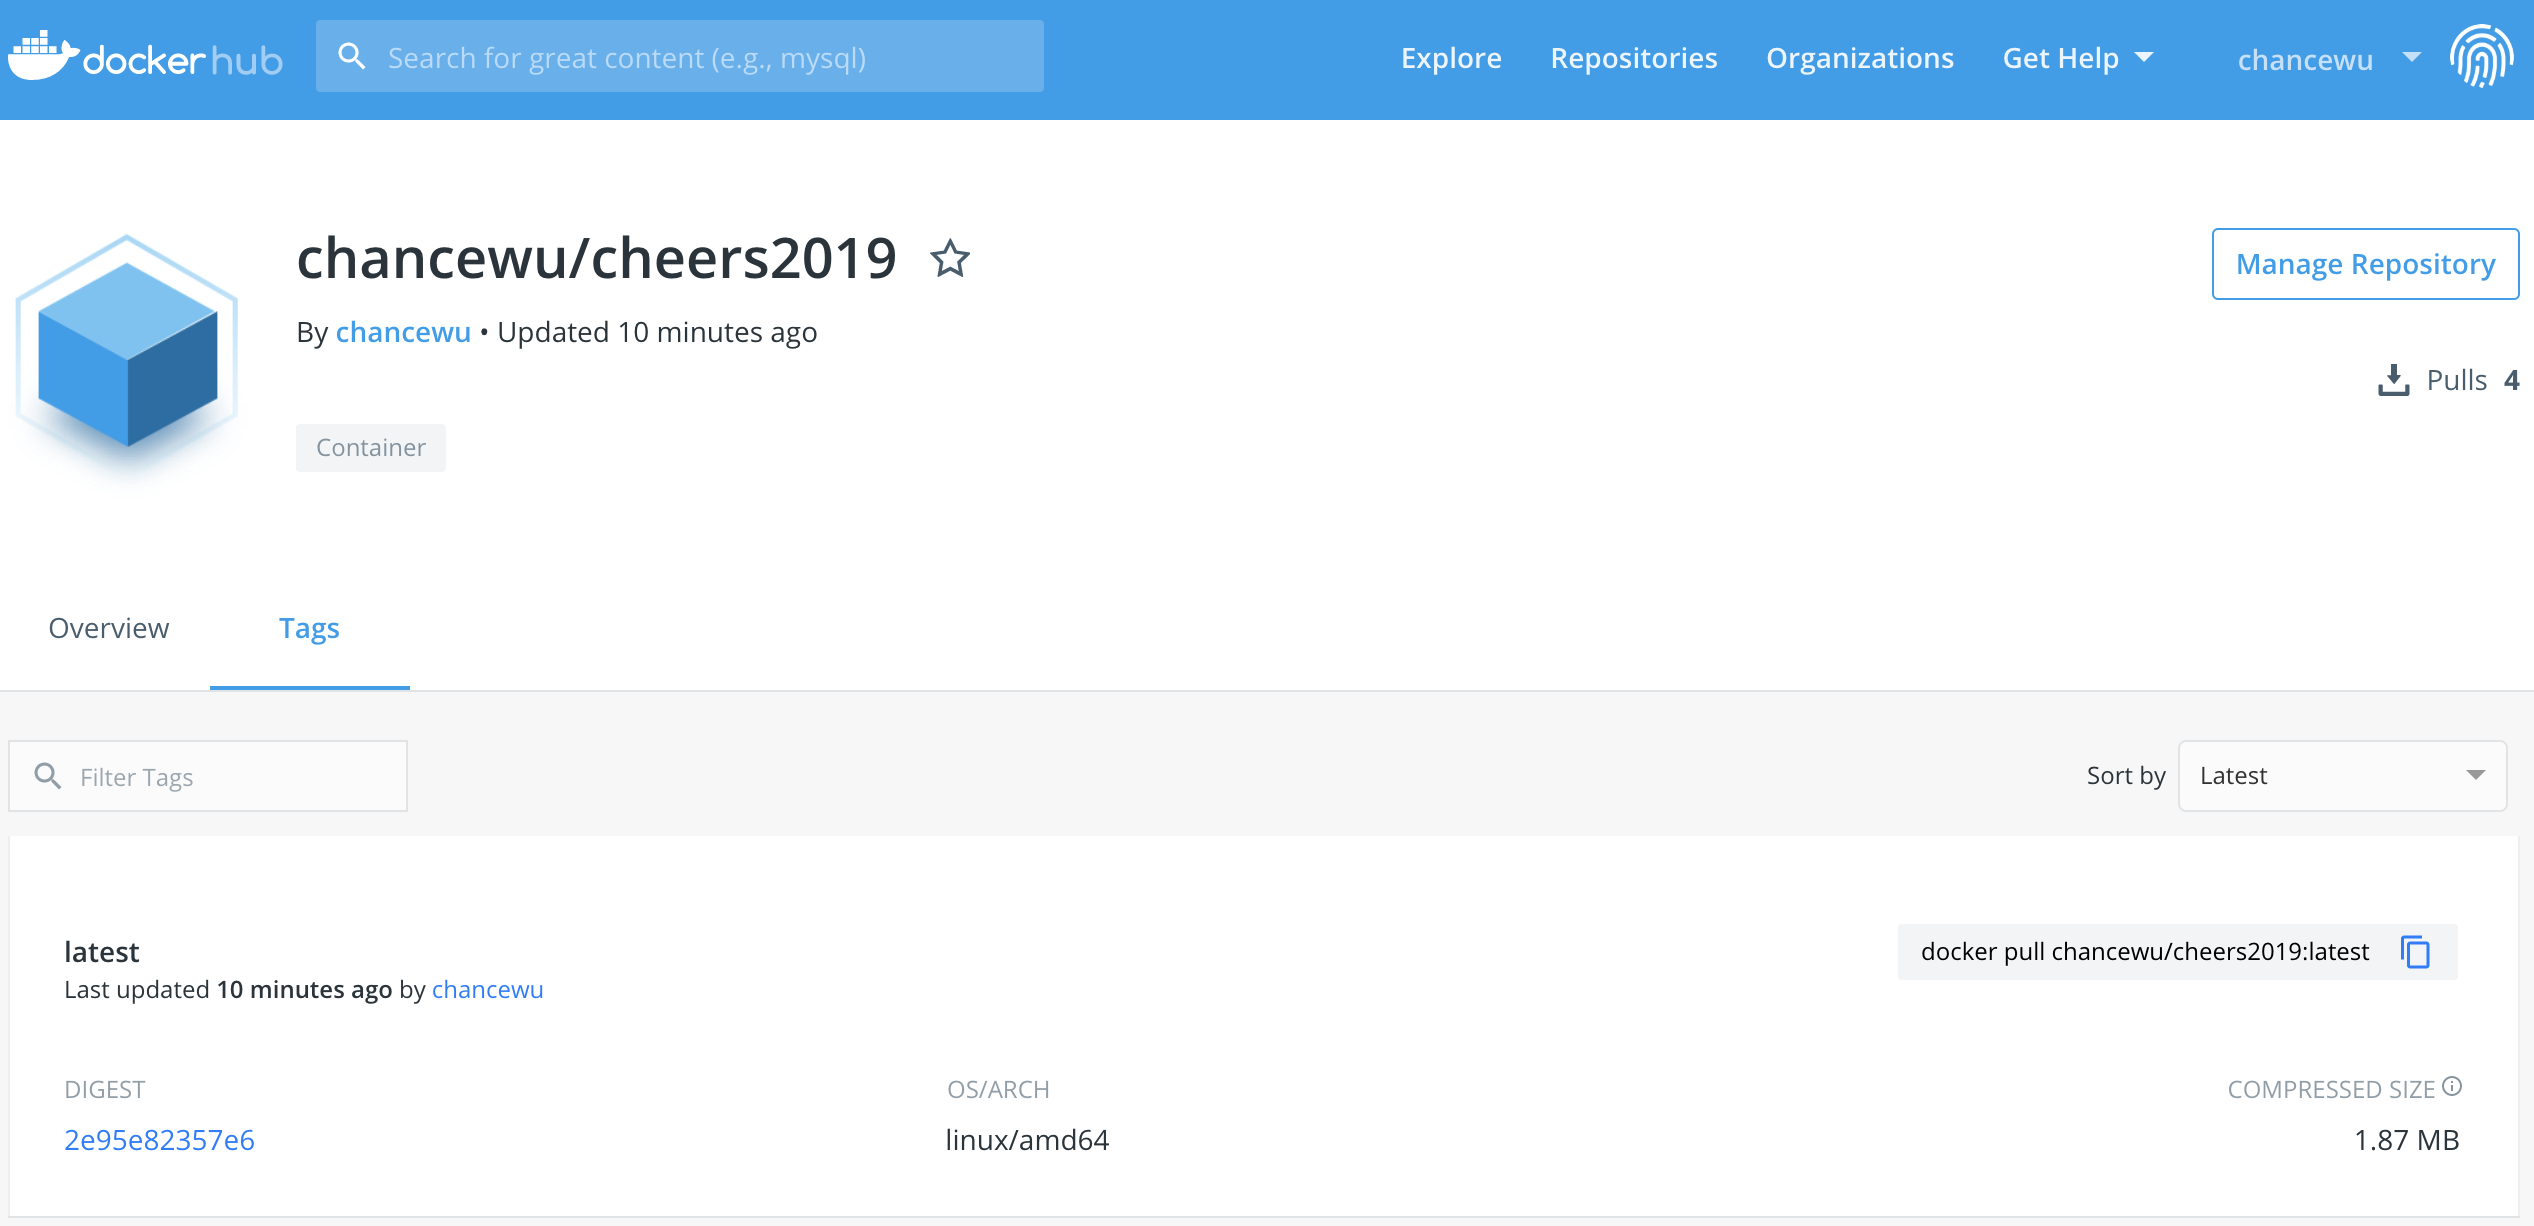 docker hub
Search for great content (e.g., mysql)
Explore
Repositories
Organizations
Get Help
chancewu
chancewu/cheers2019
Manage Repository
By chancewu • Updated 10 minutes ago
Pulls 4
Container
Overview
Tags
Filter Tags
Sort by
Latest
latest
docker pull chancewu/cheers2019:latest
Last updated 10 minutes ago by chancewu
DIGEST
OS/ARCH
COMPRESSED SIZE
2e95e82357e6
linux/amd64
1.87 MB